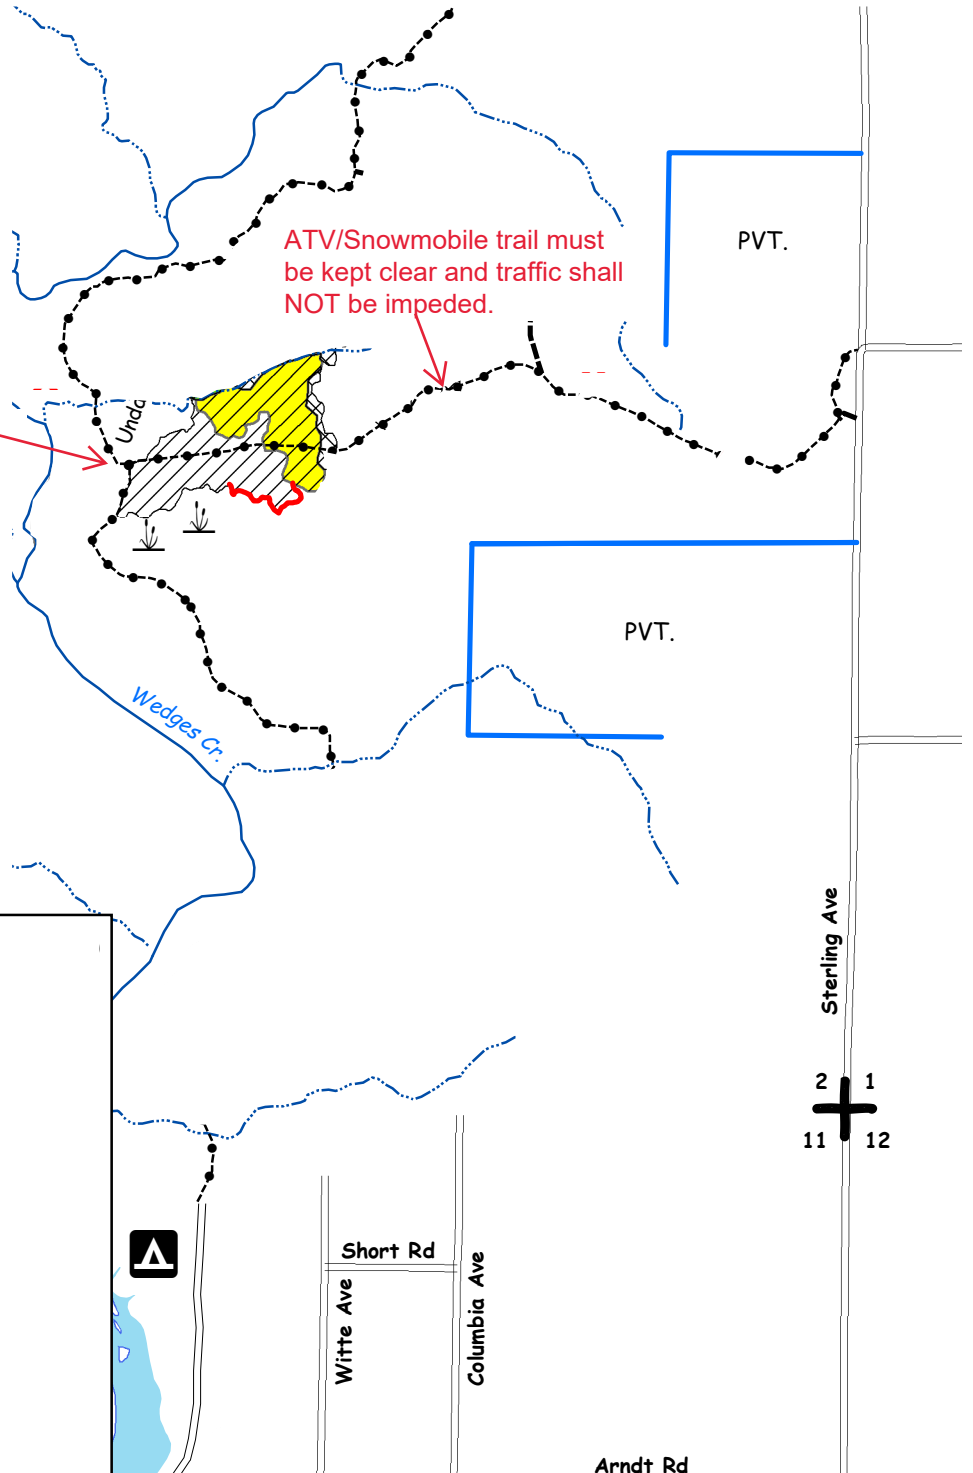 ATV/Snowmobile trail must
be kept clear and traffic shall
NOT be impeded.
PVT.
Unda
PVT.
Wedges Cr.
Sterling Ave
2 1
11 12
Short Rd
Witte Ave
Columbia Ave
Arndt Rd